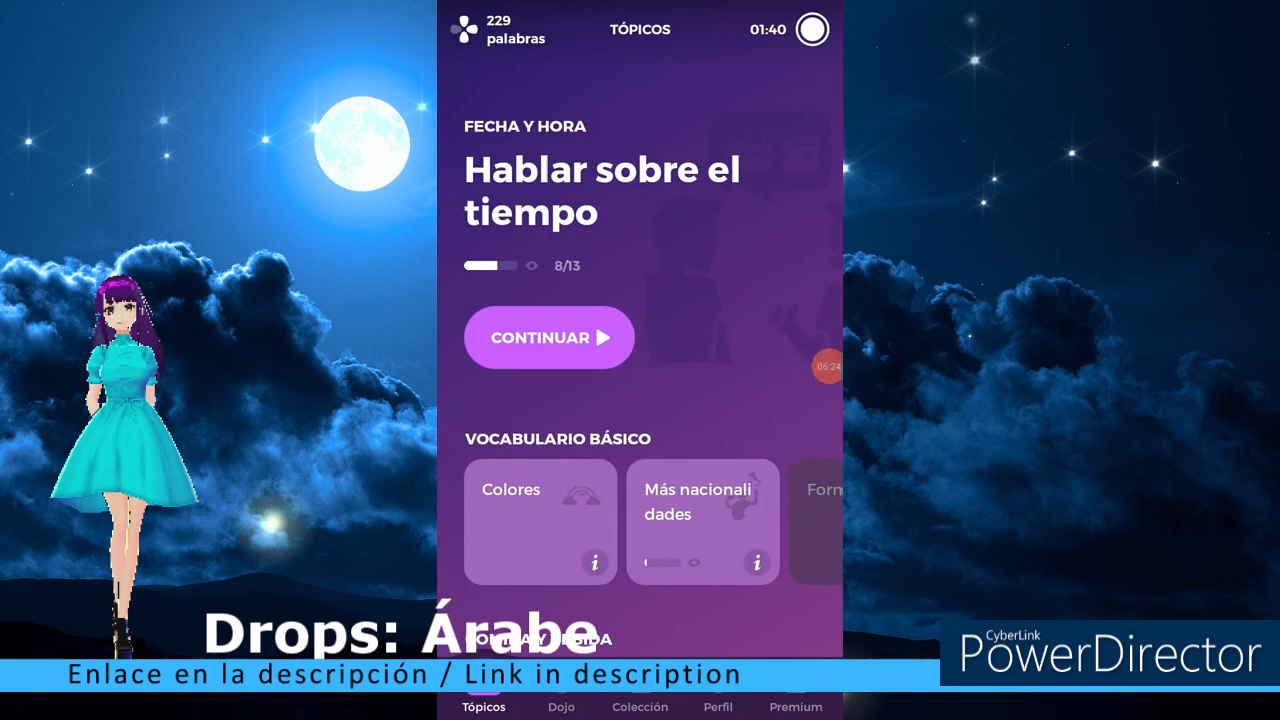 229
palabras
TÓPICOS
01:40
FECHA Y HORA
Hablar sobre el
tiempo
8/13
CONTINUAR
06:24
VOCABULARIO BÁSICO
Colores
i
Más nacionali
dades
i
Form
Drops: Árabe
Enlace en la descripción / Link in description
CyberLink
PowerDirector
Tópicos
Dojo
Colección
Perfil
Premium